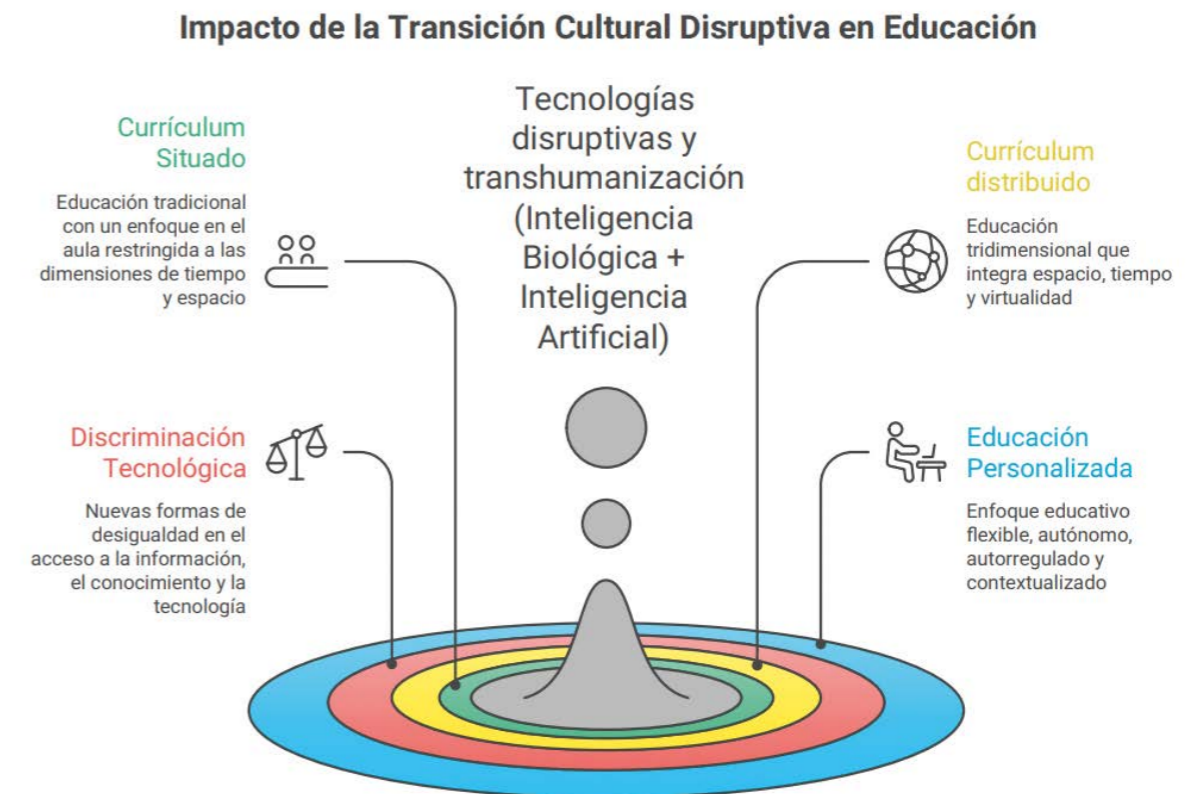 Impacto de la Transición Cultural Disruptiva en Educación
Tecnologías
disruptivas y
transhumanización
(Inteligencia
Biológica +
Inteligencia
Artificial)
Currículum
Situado
Educación tradicional
con un enfoque en el
aula restringida a las
dimensiones de tiempo
y espacio
Currículum
distribuido
Educación
tridimensional que
integra espacio, tiempo
y virtualidad
Discriminación
Tecnológica
Nuevas formas de
desigualdad en el
acceso a la información,
el conocimiento y la
tecnología
Educación
Personalizada
Enfoque educativo
flexible, autónomo,
autorregulado y
contextualizado